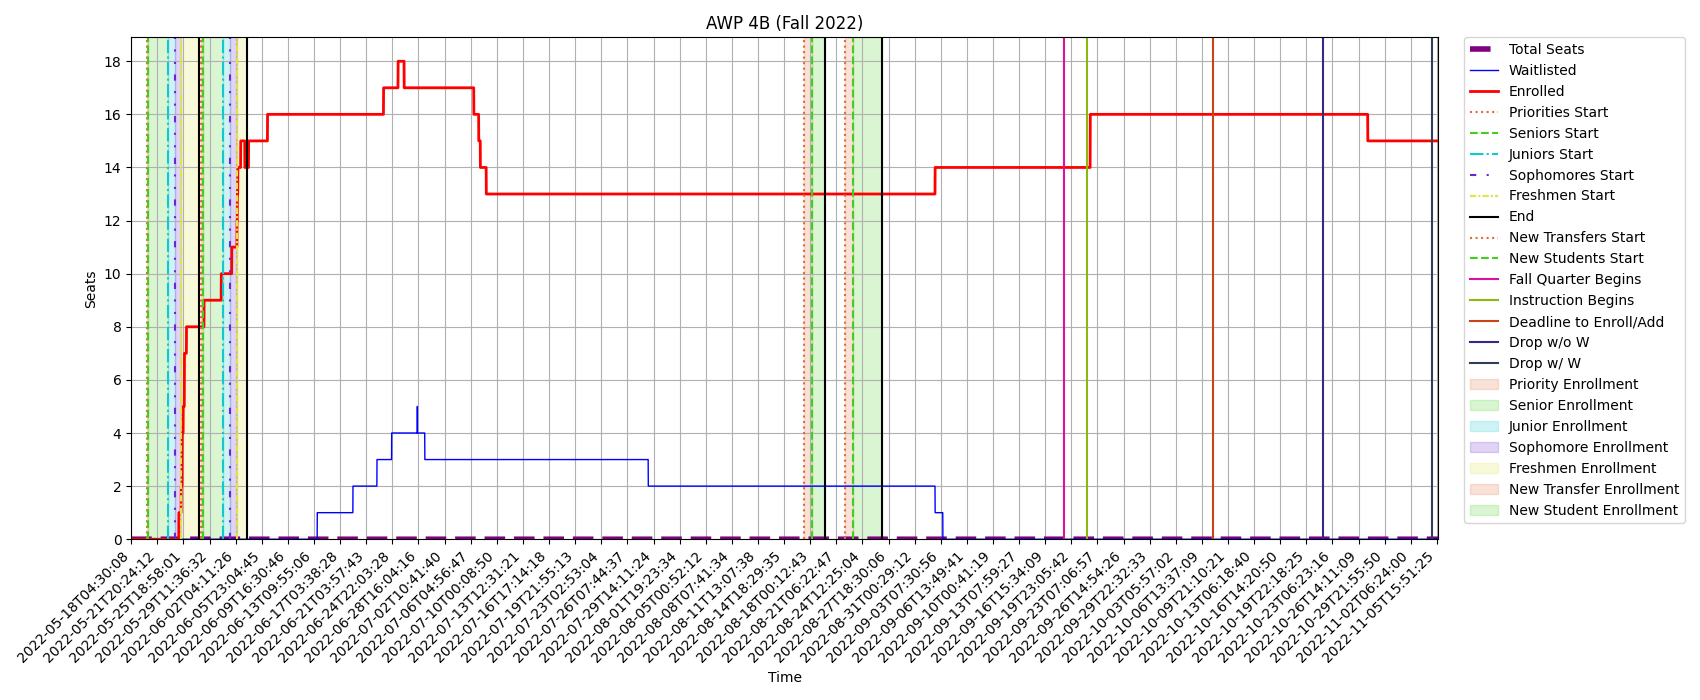 AWP 4B (Fall 2022)
Seats
18
16
14
12
10
8
6
4
2
0
2022-05-18T04:30:08
2022-05-21T20:24:12
2022-05-25T18:58:01
2022-05-29T11:36:32
2022-06-02T04:11:26
2022-06-05T23:04:45
2022-06-09T16:30:46
2022-06-13T09:55:06
2022-06-17T03:38:28
2022-06-21T03:57:43
2022-06-24T22:03:28
2022-06-28T16:04:16
2022-07-02T10:41:40
2022-07-06T04:56:47
2022-07-10T00:08:50
2022-07-13T12:31:21
2022-07-16T17:14:18
2022-07-19T21:55:13
2022-07-23T02:53:04
2022-07-26T07:44:37
2022-07-29T14:11:24
2022-08-01T19:23:34
2022-08-05T00:52:12
2022-08-08T07:41:34
2022-08-11T13:07:38
2022-08-14T18:29:35
2022-08-18T00:12:43
2022-08-21T06:22:47
2022-08-24T12:25:04
2022-08-27T18:30:06
2022-08-31T00:29:12
2022-09-03T07:30:56
2022-09-06T13:49:41
2022-09-10T00:41:19
2022-09-13T07:59:27
2022-09-16T15:34:09
2022-09-19T23:05:42
2022-09-23T07:06:57
2022-09-26T14:54:26
2022-09-29T22:32:33
2022-10-03T05:57:02
2022-10-06T13:37:09
2022-10-09T21:10:21
2022-10-13T06:18:40
2022-10-16T14:20:50
2022-10-19T22:18:25
2022-10-23T06:23:16
2022-10-26T14:11:09
2022-10-29T21:55:50
2022-11-02T06:24:00
2022-11-05T15:51:25
Time
Total Seats
Waitlisted
Enrolled
Priorities Start
Seniors Start
Juniors Start
Sophomores Start
Freshmen Start
End
New Transfers Start
New Students Start
Fall Quarter Begins
Instruction Begins
Deadline to Enroll/Add
Drop w/o W
Drop w/ W
Priority Enrollment
Senior Enrollment
Junior Enrollment
Sophomore Enrollment
Freshmen Enrollment
New Transfer Enrollment
New Student Enrollment